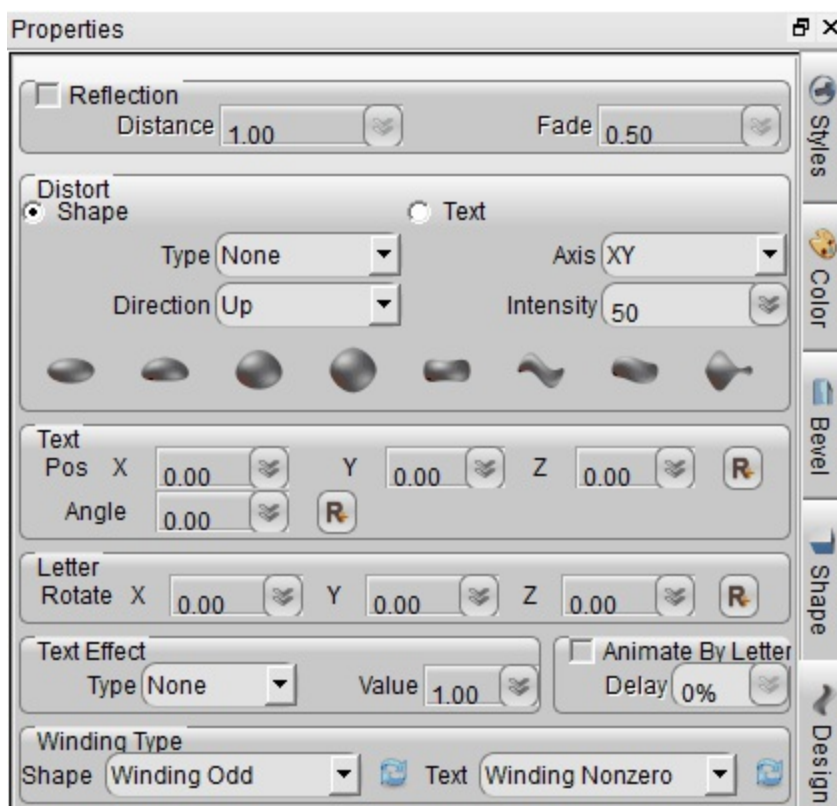 Properties
Reflection
Distance 1.00 Fade 0.50
Distort
Shape Text
Type None Axis XY
Direction Up Intensity 50
Text
Pos X 0.00 Y 0.00 Z 0.00 R
Angle 0.00 R
Letter
Rotate X 0.00 Y 0.00 Z 0.00 R
Text Effect Animate By Letter
Type None Value 1.00 Delay 0%
Winding Type
Shape Winding Odd Text Winding Nonzero
Styles
Color
Bevel
Shape
Design